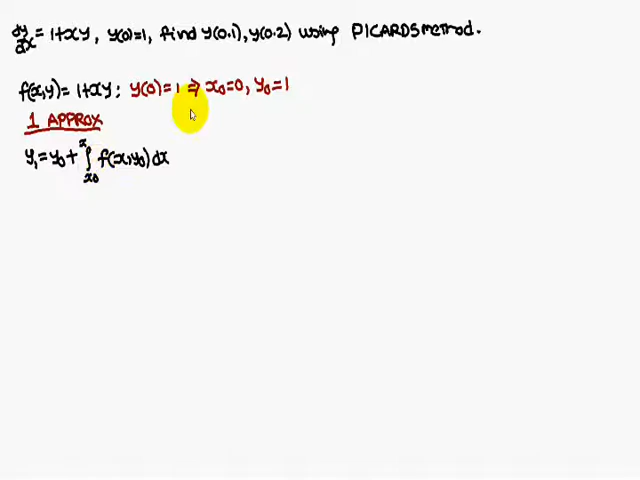 dy/dx = 1+xy, y(0)=1, find y(0.1), y(0.2) using PICARDS method.
f(x,y) = 1+xy : y(0)=1 ⇒ x₀=0, y₀=1
1 APPROX
y₁ = y₀ + ∫_{x₀}^{x} f(x,y₀) dx